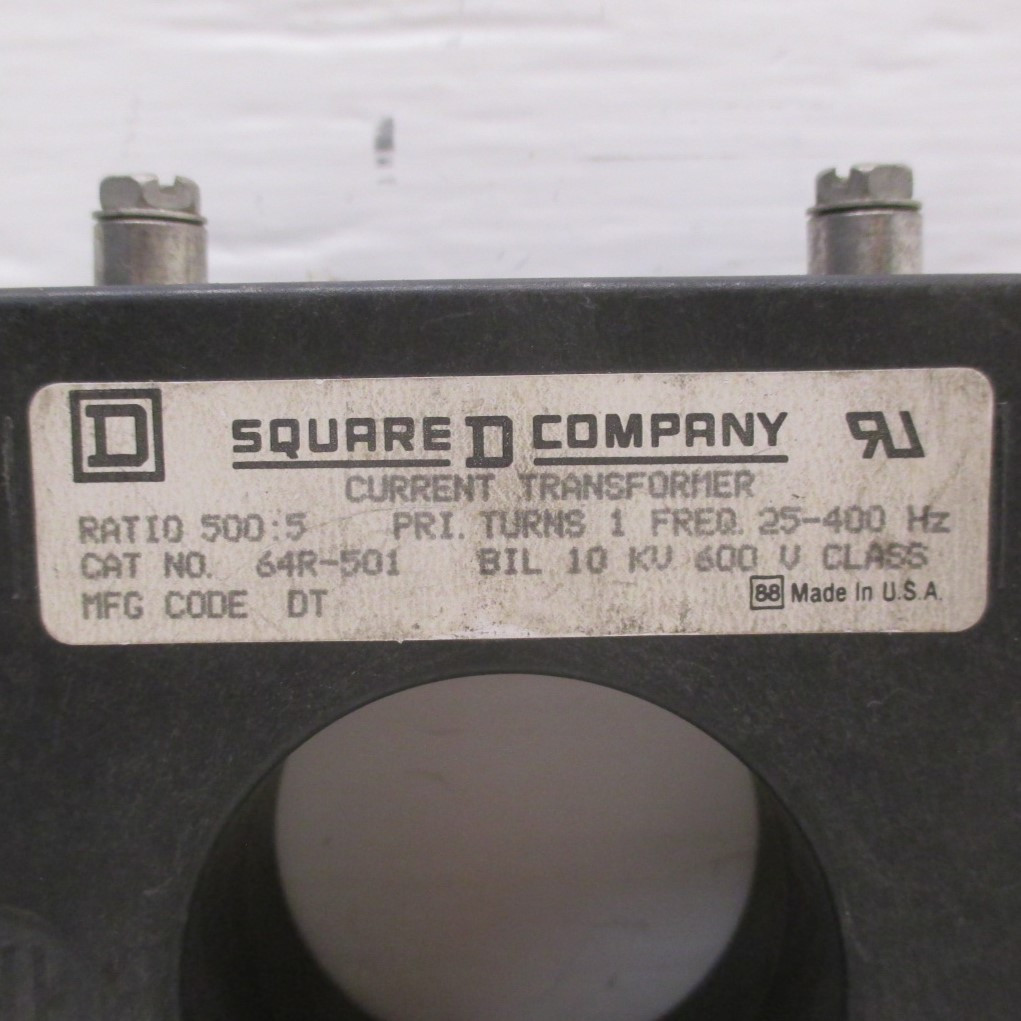 D SQUARE D COMPANY RU
CURRENT TRANSFORMER
RATIO 500:5 PRI. TURNS 1 FREQ. 25-400 Hz
CAT NO. 64R-501 BIL 10 KV 600 V CLASS
MFG CODE DT 88 Made In U.S.A.